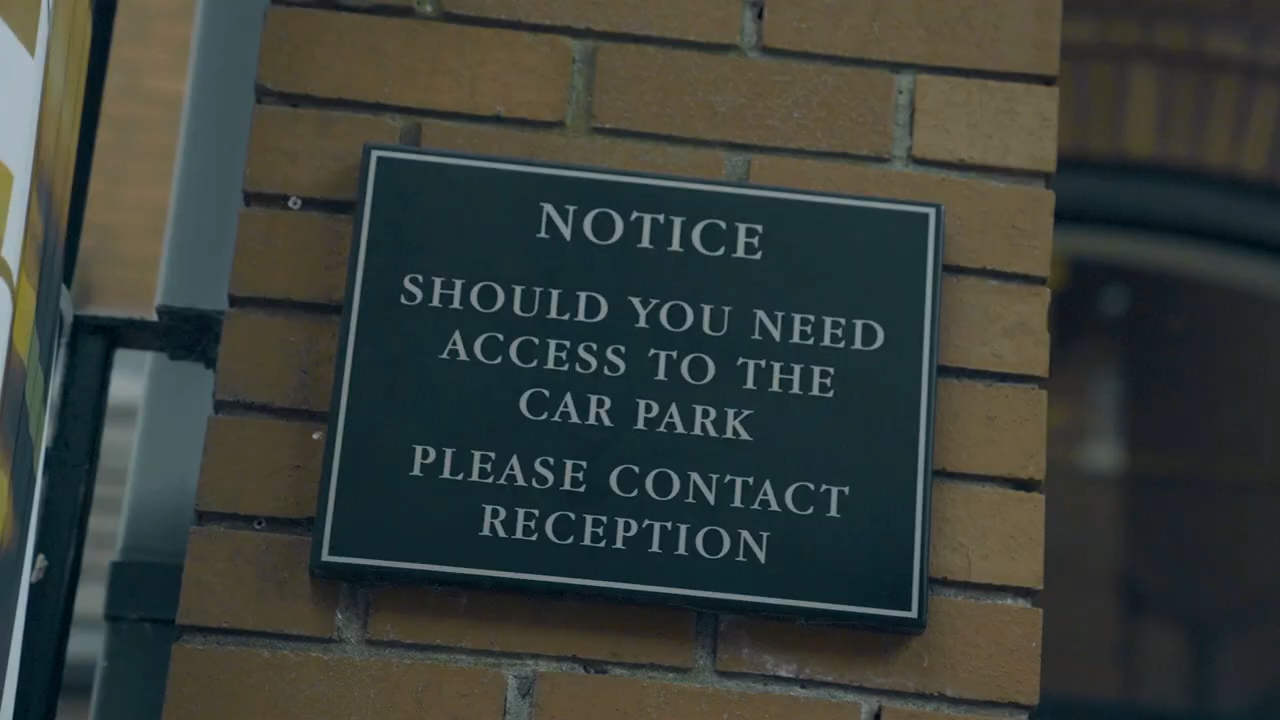 NOTICE
SHOULD YOU NEED
ACCESS TO THE
CAR PARK
PLEASE CONTACT
RECEPTION